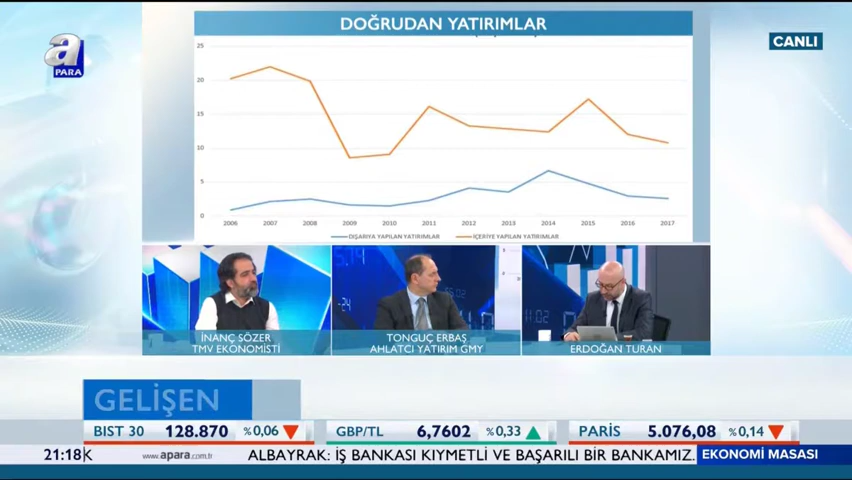 DOĞRUDAN YATIRIMLAR
a
PARA
CANLI
25
20
15
10
5
0
2006 2007 2008 2009 2010 2011 2012 2013 2014 2015 2016 2017
DIŞARIYA YAPILAN YATIRIMLAR İÇERİYE YAPILAN YATIRIMLAR
İNANÇ SÖZER
TMV EKONOMİSTİ
TONGUÇ ERBAŞ
AHLATCI YATIRIM GMY
ERDOĞAN TURAN
GELİŞEN
BIST 30 128.870 %0,06
GBP/TL 6,7602 %0,33
PARİS 5.076,08 %0,14
21:18 www.apara.com.tr ALBAYRAK: İŞ BANKASI KIYMETLİ VE BAŞARILI BİR BANKAMIZ. EKONOMİ MASASI